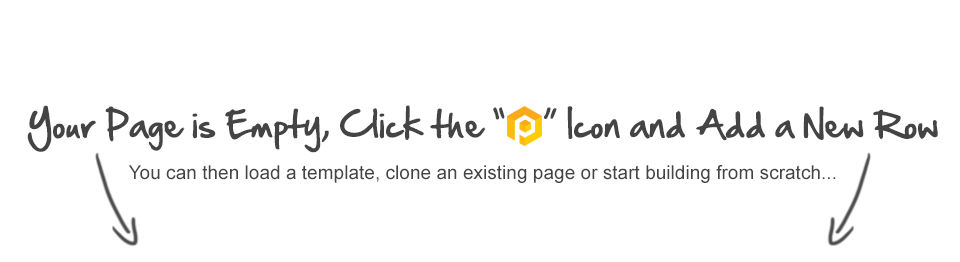 Your Page is Empty, Click the "P" Icon and Add a New Row
You can then load a template, clone an existing page or start building from scratch...